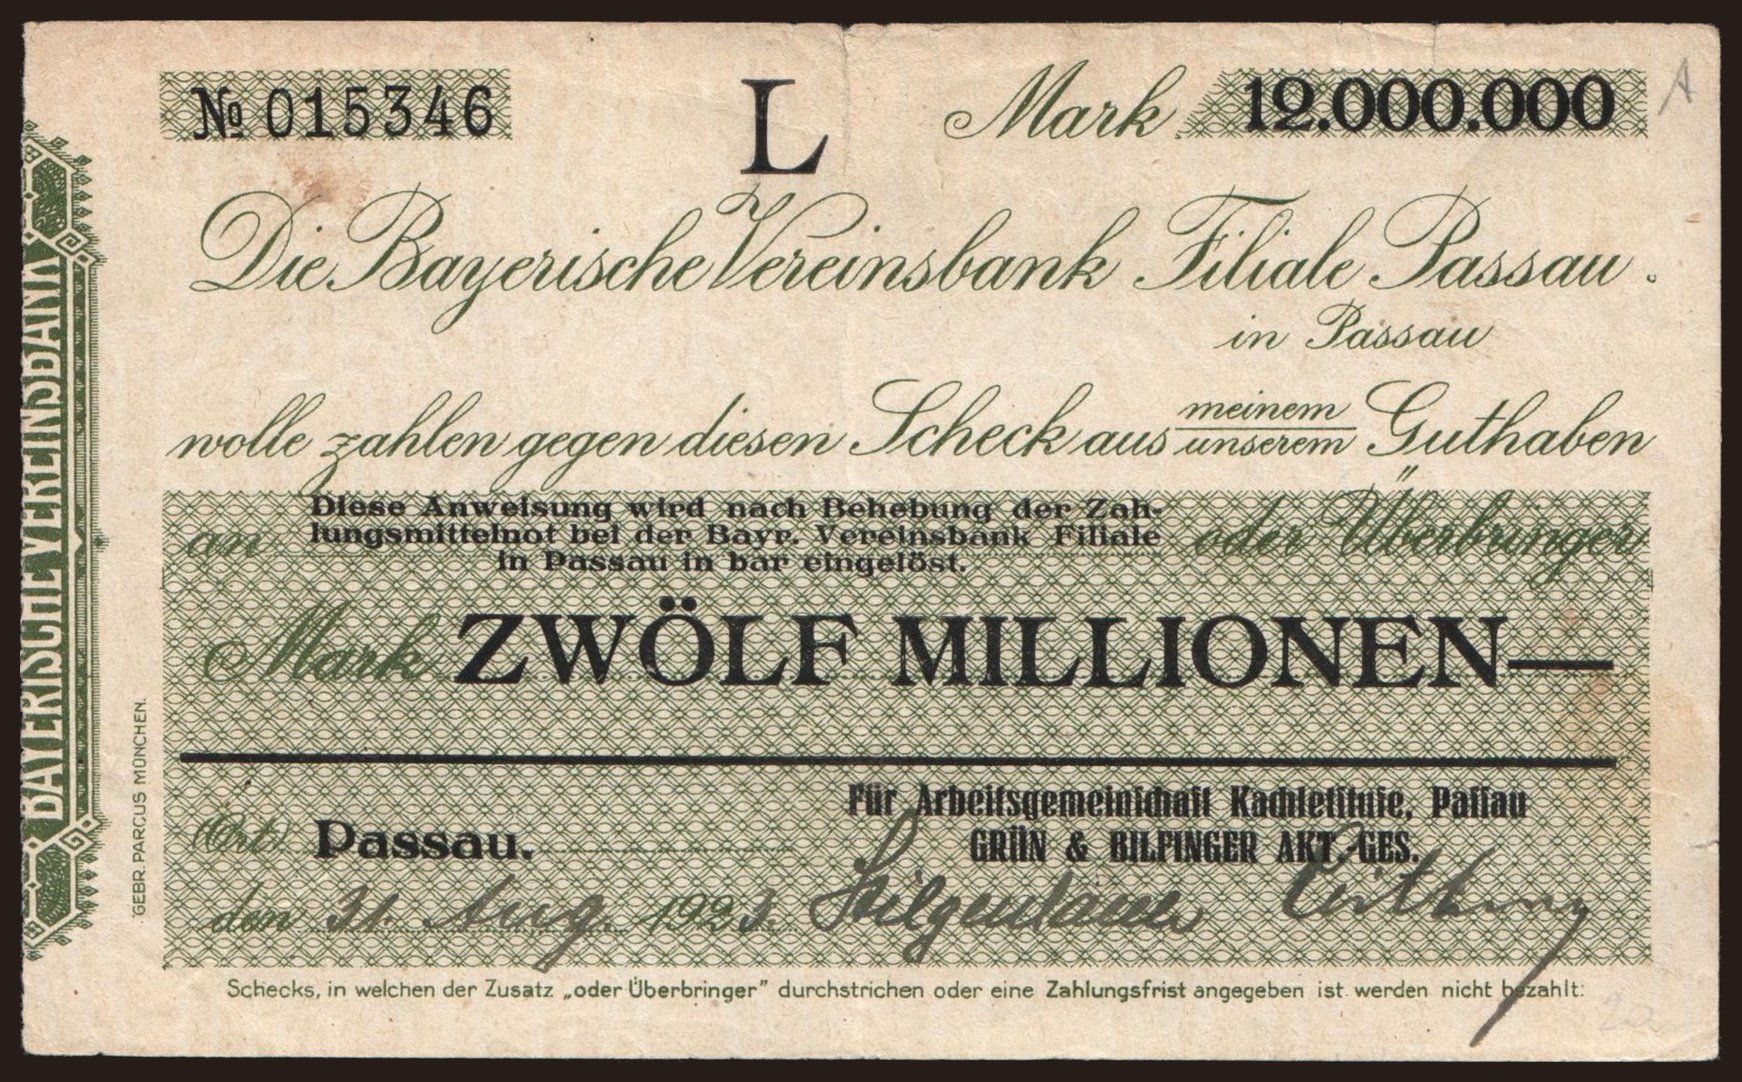 № 015346
L
Mark 12.000.000
A
Die Bayerische Vereinsbank Filiale Passau.
in Passau
wolle zahlen gegen diesen Scheck aus meinem Guthaben
unserem
Diese Anweisung wird nach Behebung der Zah-
an lungsmittelnot bei der Bayr. Vereinsbank Filiale oder Überbringer
in Passau in bar eingelöst.
Mark ZWÖLF MILLIONEN—
Für Arbeitsgemeinschaft Kachletstufe, Passau
(Ort) Passau.
GRÜN & BILFINGER AKT.-GES.
den 31. Aug. 1923.
Schecks, in welchen der Zusatz „oder Überbringer” durchstrichen oder eine Zahlungsfrist angegeben ist werden nicht bezahlt:
20
BAYERISCHE VEREINSBANK
GEBR. PARCUS MÜNCHEN.